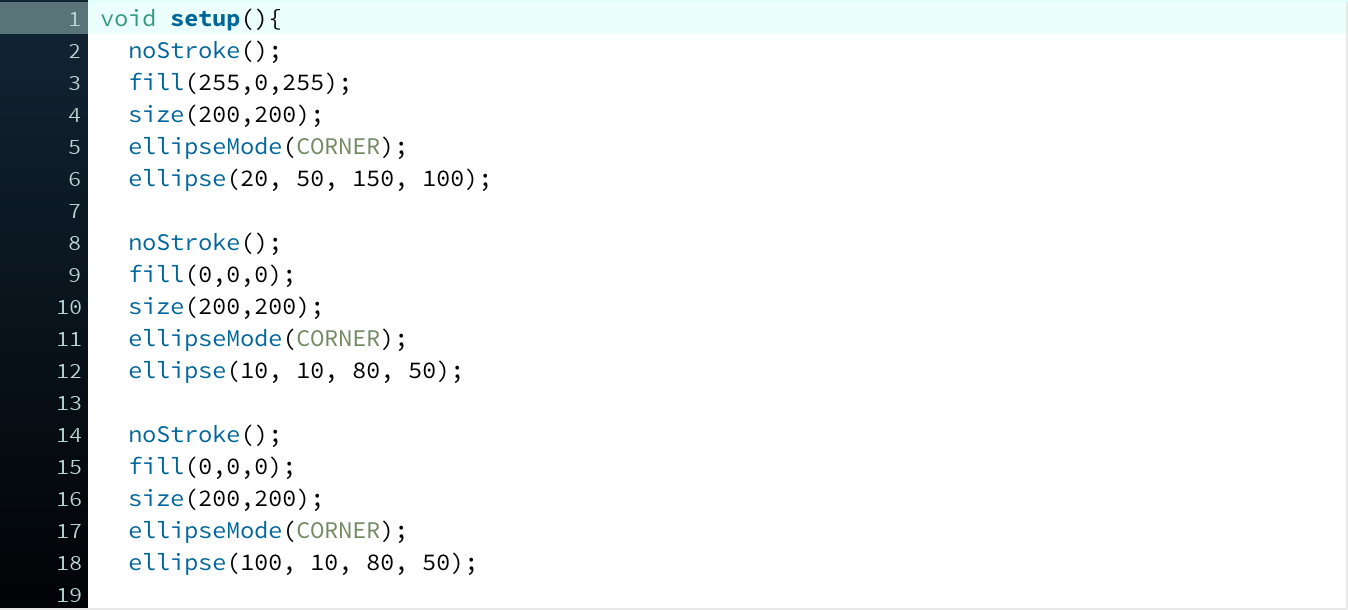 1 void setup(){
2   noStroke();
3   fill(255,0,255);
4   size(200,200);
5   ellipseMode(CORNER);
6   ellipse(20, 50, 150, 100);
7
8   noStroke();
9   fill(0,0,0);
10   size(200,200);
11   ellipseMode(CORNER);
12   ellipse(10, 10, 80, 50);
13
14   noStroke();
15   fill(0,0,0);
16   size(200,200);
17   ellipseMode(CORNER);
18   ellipse(100, 10, 80, 50);
19